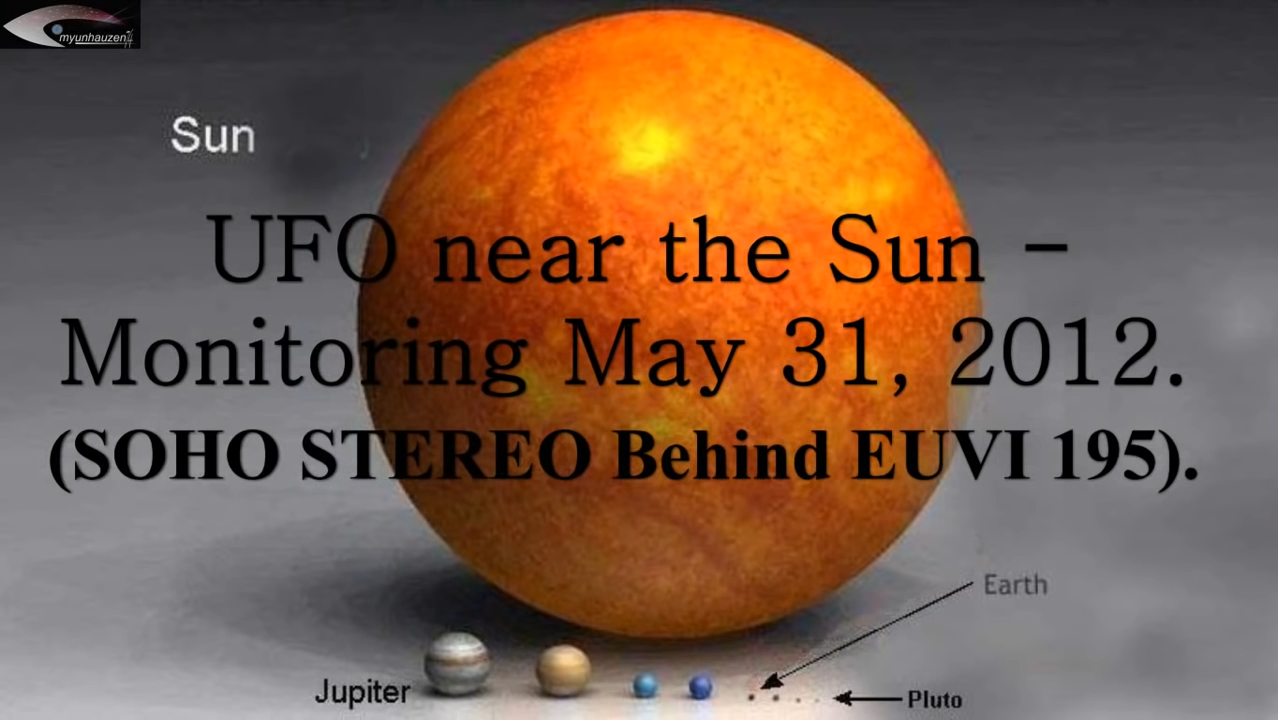 myunhauzen
Sun
UFO near the Sun -
Monitoring May 31, 2012.
(SOHO STEREO Behind EUVI 195).
Earth
Jupiter
Pluto